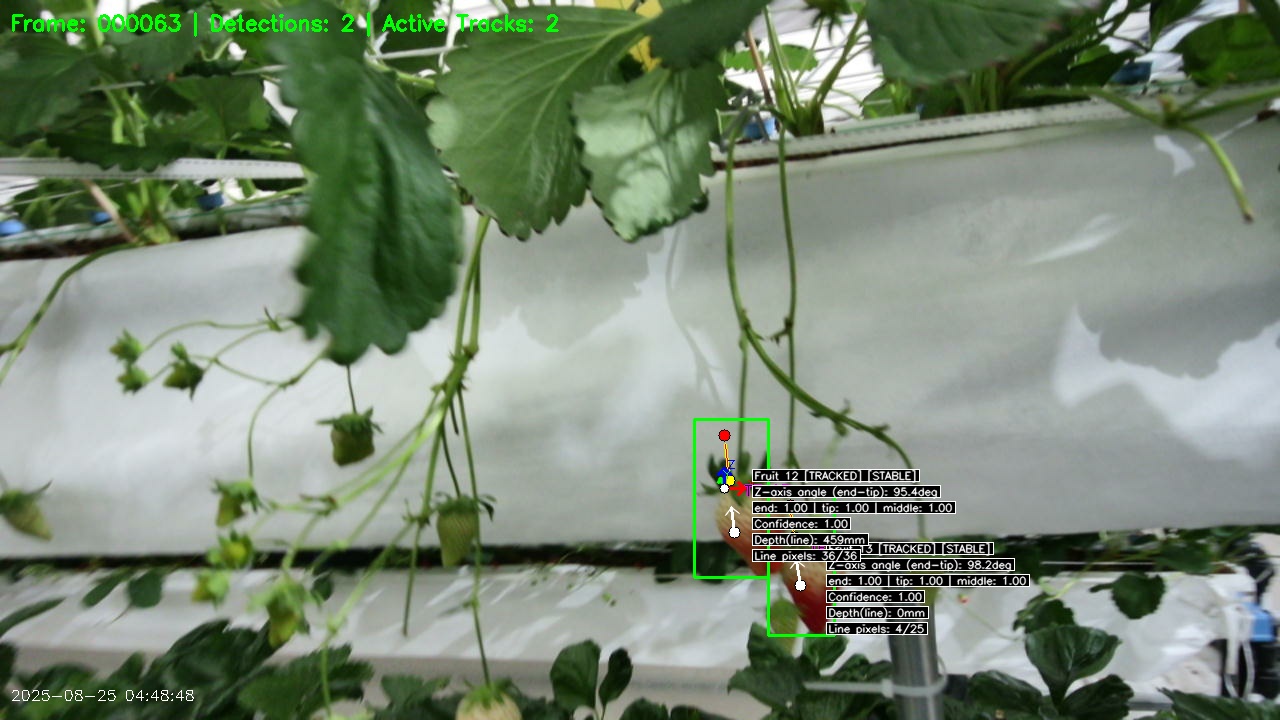 Frame: 000063 | Detections: 2 | Active Tracks: 2
Z
Fruit 12 [TRACKED] [STABLE]
Z-axis angle (end-tip): 95.4deg
end: 1.00 | tip: 1.00 | middle: 1.00
Confidence: 1.00
Depth(line): 459mm
Line pixels: 36/36
3 [TRACKED] [STABLE]
Z-axis angle (end-tip): 98.2deg
end: 1.00 | tip: 1.00 | middle: 1.00
Confidence: 1.00
Depth(line): 0mm
Line pixels: 4/25
2025-08-25 04:48:48